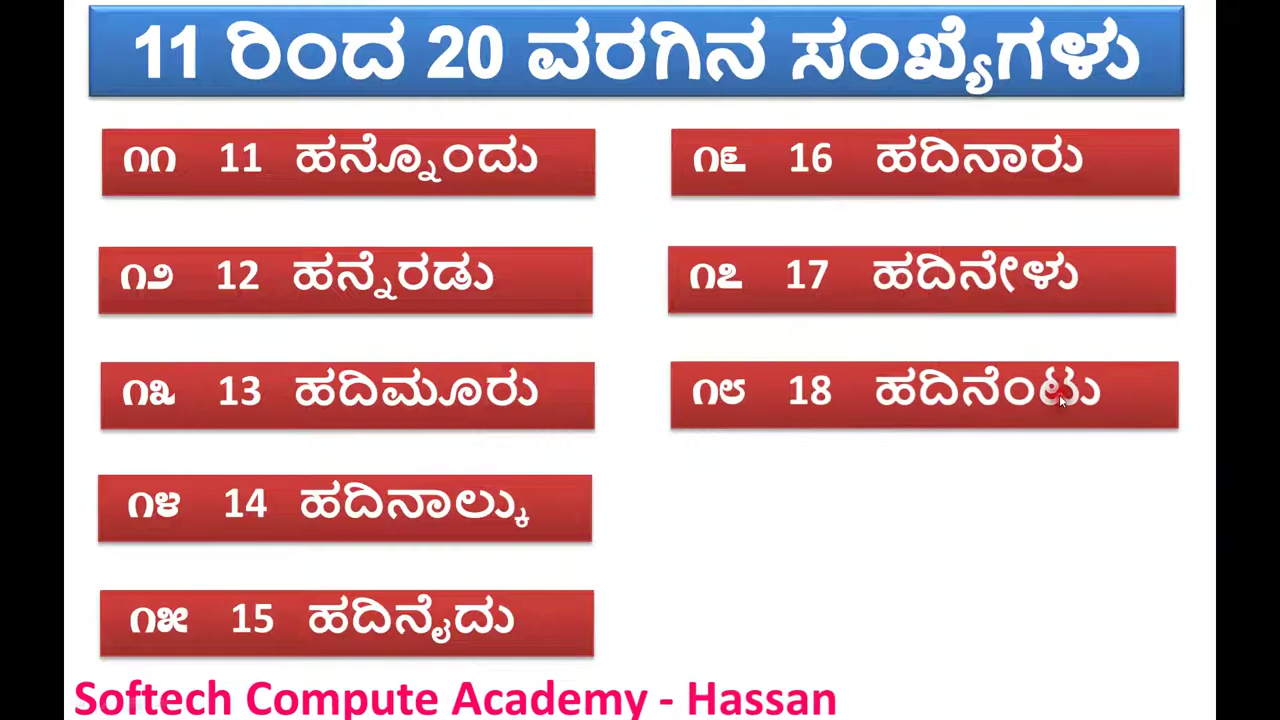 11 ರಿಂದ 20 ವರಗಿನ ಸಂಖ್ಯೆಗಳು
೧೧ 11 ಹನ್ನೊಂದು
೧೨ 12 ಹನ್ನೆರಡು
೧೩ 13 ಹದಿಮೂರು
೧೪ 14 ಹದಿನಾಲ್ಕು
೧೫ 15 ಹದಿನೈದು
೧೬ 16 ಹದಿನಾರು
೧೭ 17 ಹದಿನೇಳು
೧೮ 18 ಹದಿನೆಂಟು
Softech Compute Academy - Hassan